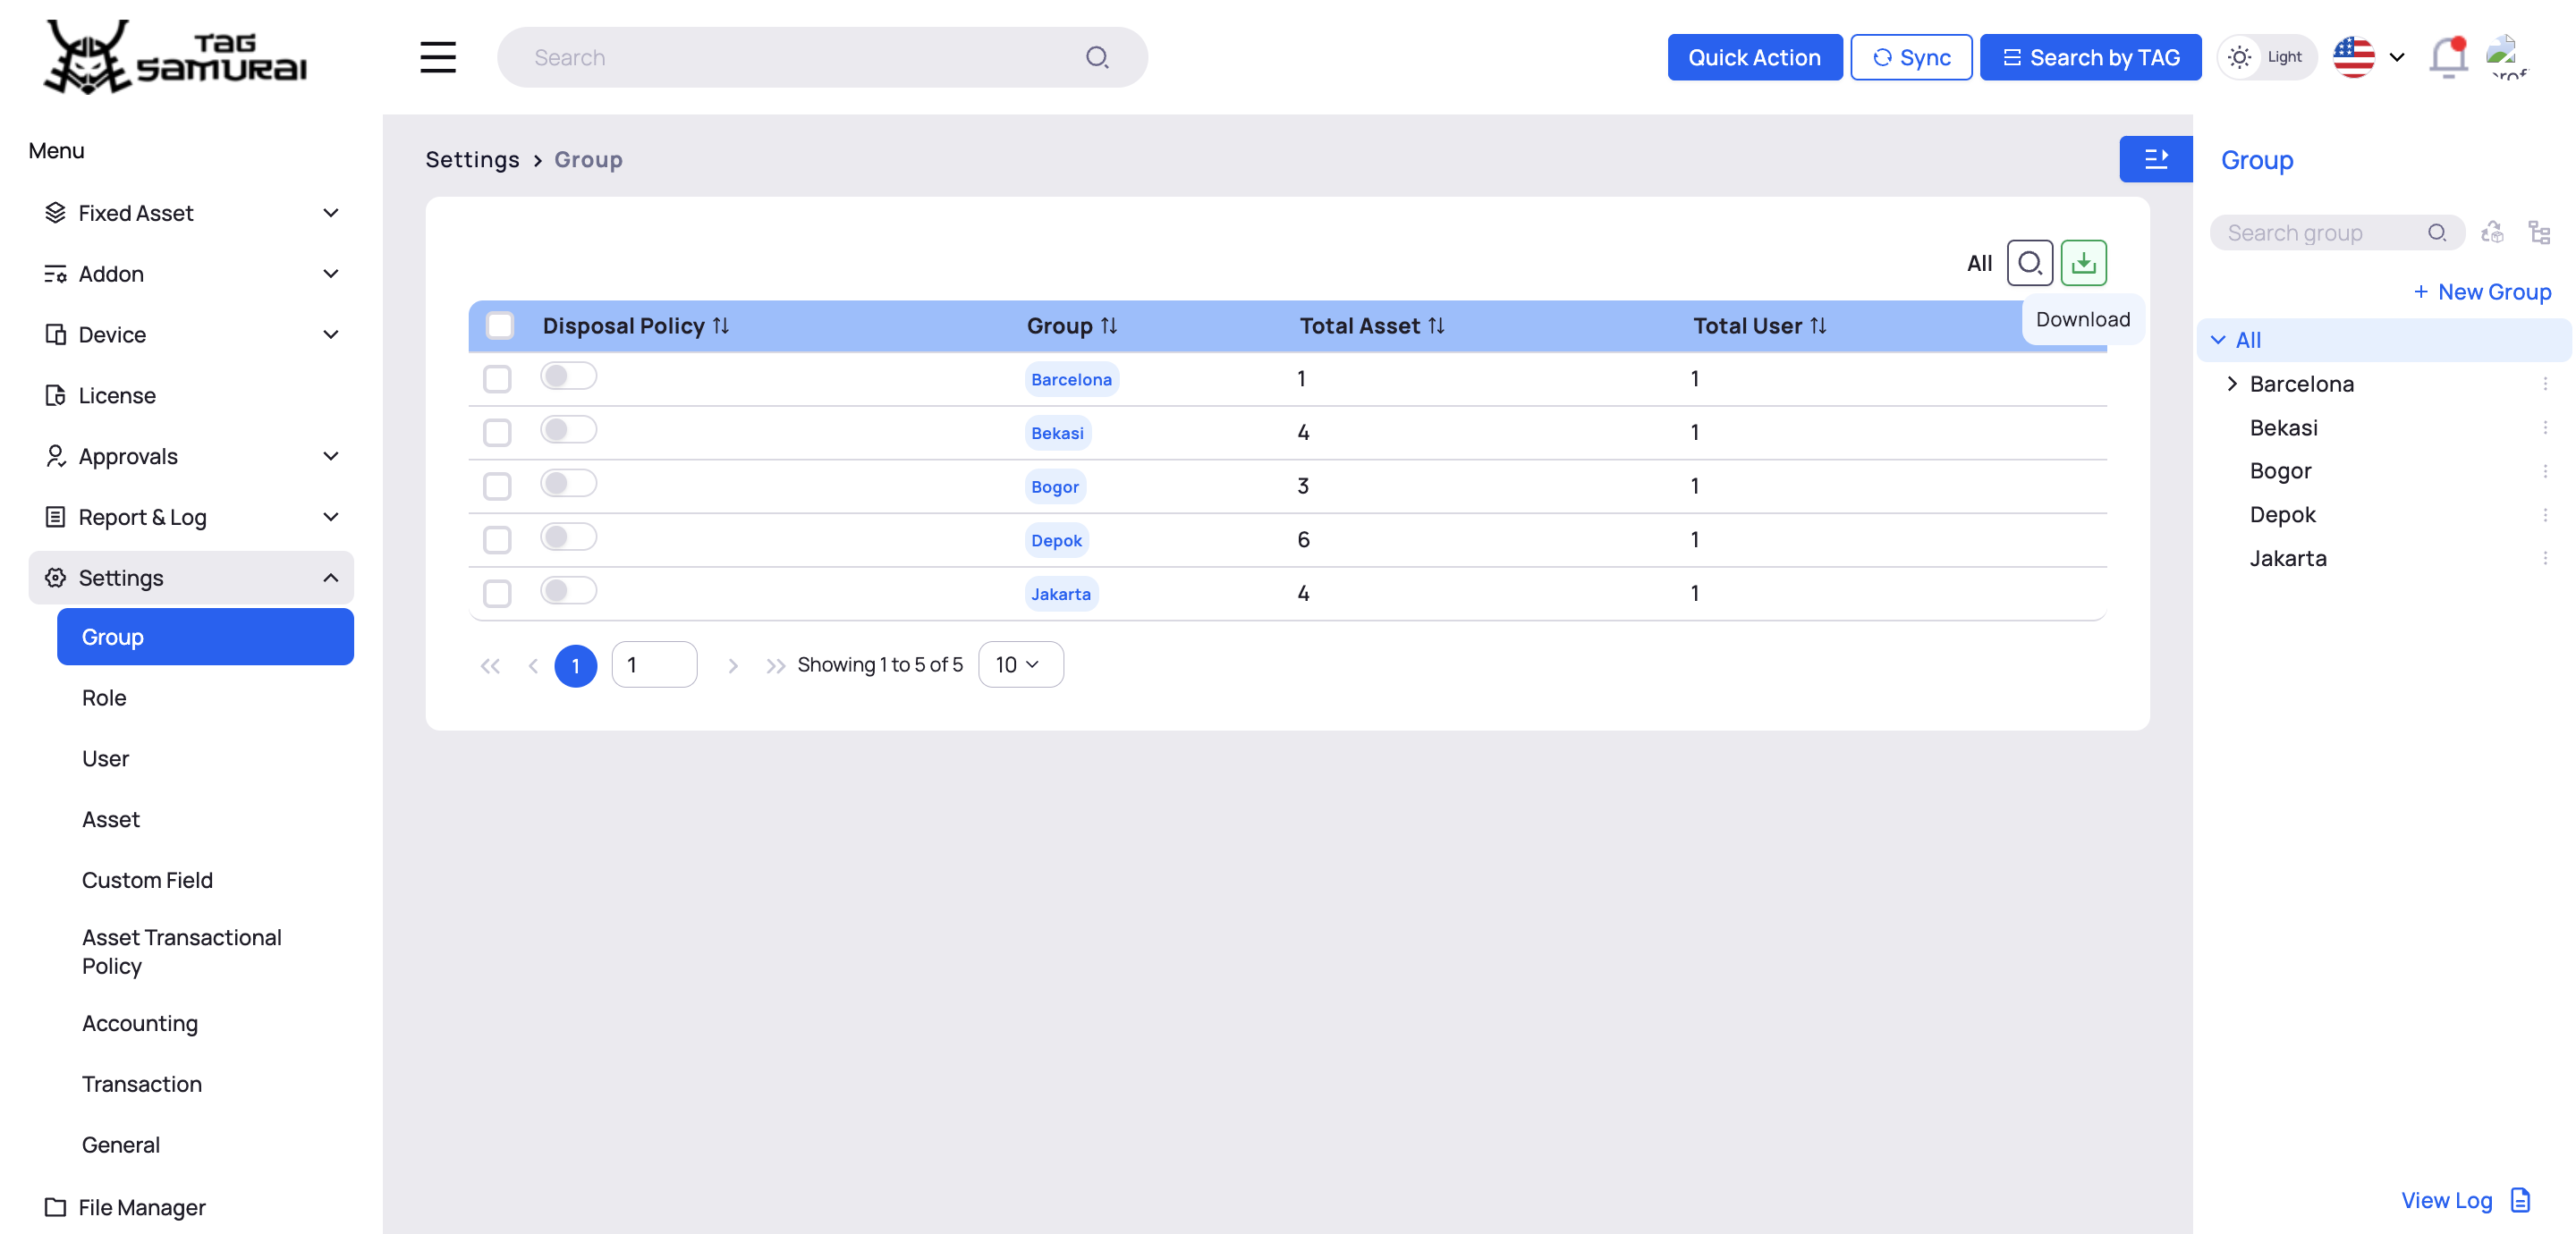 TAG SAMURAI
Search
Quick Action
Sync
Search by TAG
Light
Menu
Fixed Asset
Addon
Device
License
Approvals
Report & Log
Settings
Group
Role
User
Asset
Custom Field
Asset Transactional
Policy
Accounting
Transaction
General
File Manager
Settings > Group
All
Download
Disposal Policy Group Total Asset Total User
Barcelona 1 1
Bekasi 4 1
Bogor 3 1
Depok 6 1
Jakarta 4 1
1 1 Showing 1 to 5 of 5 10
Group
Search group
+ New Group
All
Barcelona
Bekasi
Bogor
Depok
Jakarta
View Log